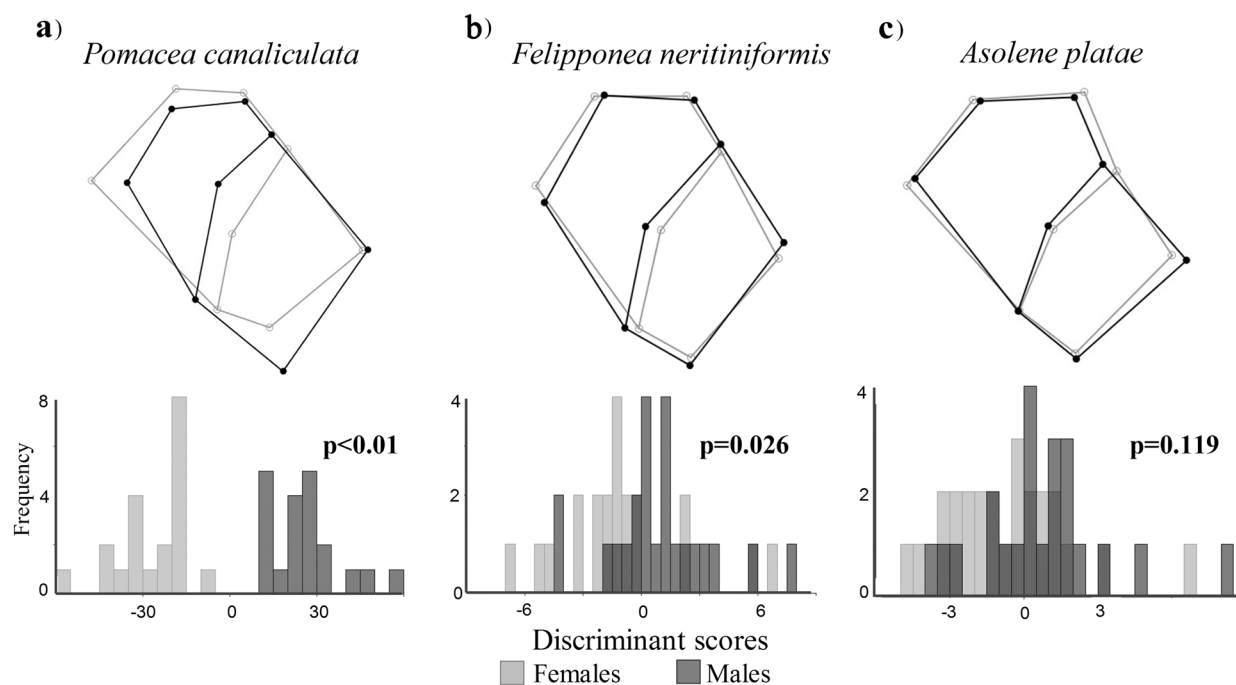 a)
Pomacea canaliculata
b)
Felipponea neritiniformis
c)
Asolene platae
8
4
0
Frequency
p<0.01
-30
0
30
4
2
0
p=0.026
-6
0
6
4
2
0
p=0.119
-3
0
3
Discriminant scores
Females
Males